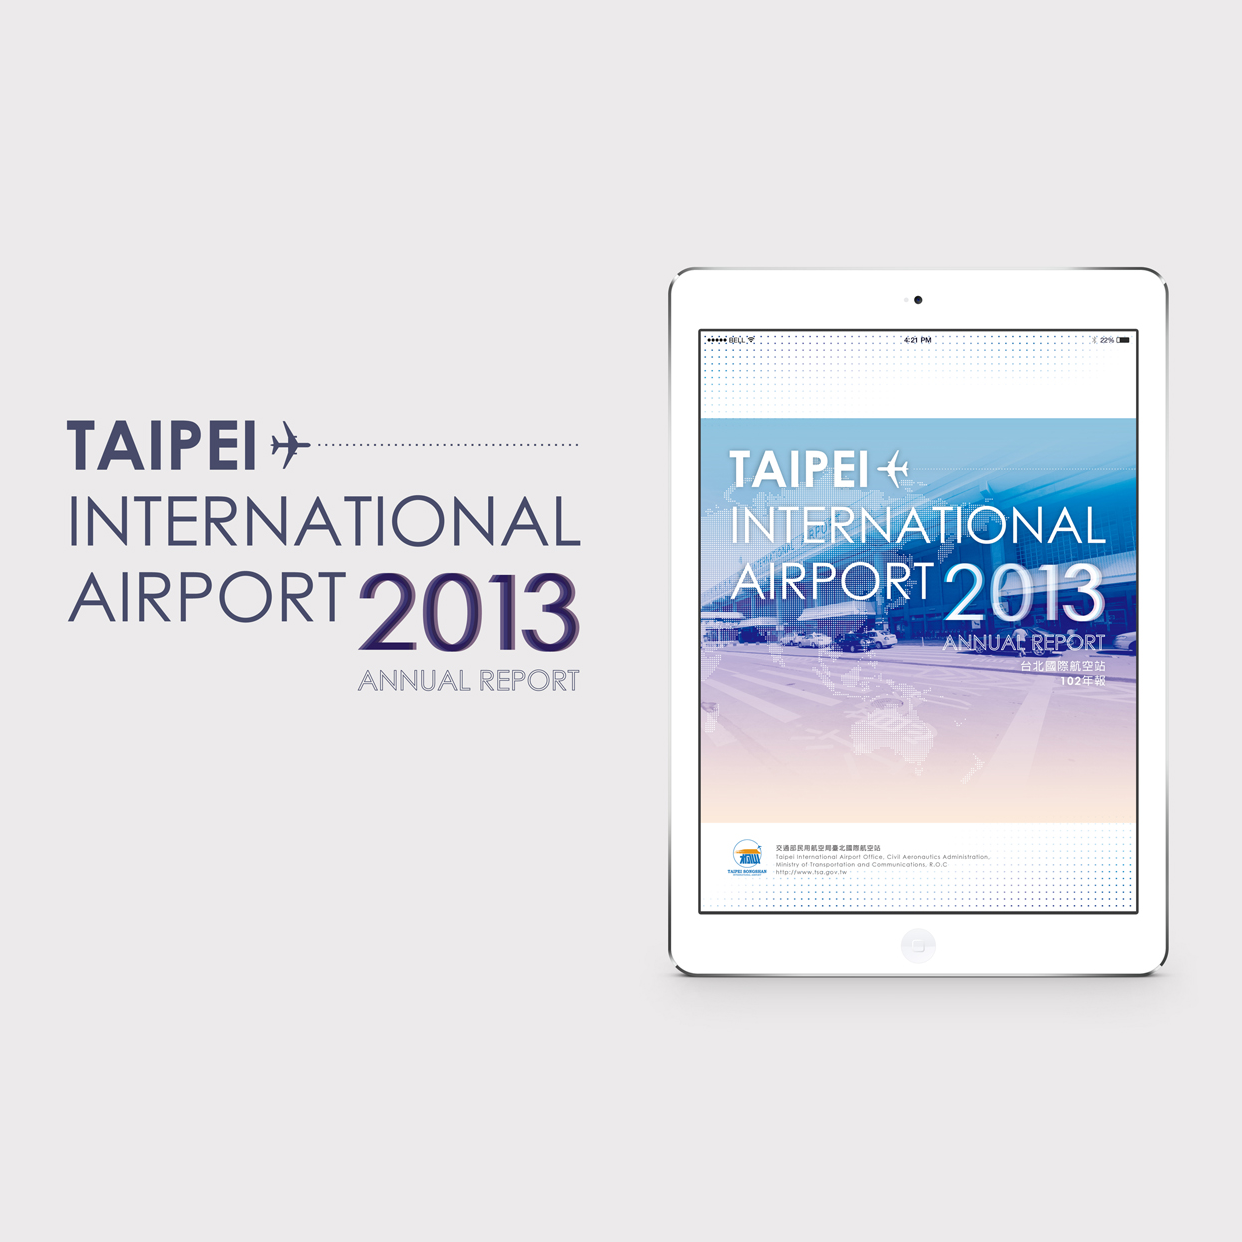 TAIPEI
INTERNATIONAL
AIRPORT 2013
ANNUAL REPORT
BELL 4:21 PM 22%
TAIPEI
INTERNATIONAL
AIRPORT 2013
ANNUAL REPORT
台北國際航空站
102年報
交通部民用航空局臺北國際航空站
Taipei International Airport Office, Civil Aeronautics Administration,
Ministry of Transportation and Communications, R.O.C
http://www.tsa.gov.tw
TAIPEI SONGSHAN
INTERNATIONAL AIRPORT